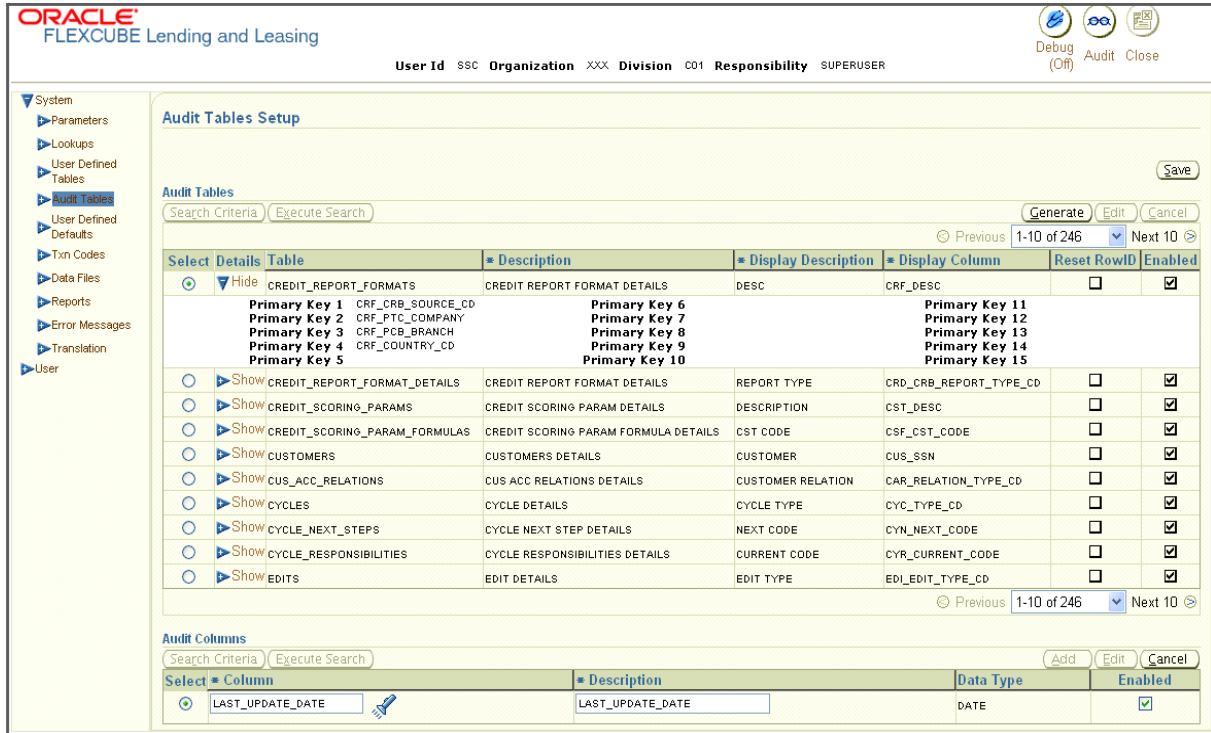 ORACLE®
FLEXCUBE Lending and Leasing
Debug (Off) Audit Close
User Id SSC Organization XXX Division C01 Responsibility SUPERUSER
System
Parameters
Lookups
User Defined Tables
Audit Tables
User Defined Defaults
Txn Codes
Data Files
Reports
Error Messages
Translation
User
Audit Tables Setup
Save
Audit Tables
Search Criteria Execute Search Generate Edit Cancel
Previous 1-10 of 246 Next 10
Select Details Table * Description * Display Description * Display Column Reset RowID Enabled
Hide CREDIT_REPORT_FORMATS CREDIT REPORT FORMAT DETAILS DESC CRF_DESC
Primary Key 1 CRF_CRB_SOURCE_CD Primary Key 6 Primary Key 11
Primary Key 2 CRF_PTC_COMPANY Primary Key 7 Primary Key 12
Primary Key 3 CRF_PCB_BRANCH Primary Key 8 Primary Key 13
Primary Key 4 CRF_COUNTRY_CD Primary Key 9 Primary Key 14
Primary Key 5 Primary Key 10 Primary Key 15
Show CREDIT_REPORT_FORMAT_DETAILS CREDIT REPORT FORMAT DETAILS REPORT TYPE CRD_CRB_REPORT_TYPE_CD
Show CREDIT_SCORING_PARAMS CREDIT SCORING PARAM DETAILS DESCRIPTION CST_DESC
Show CREDIT_SCORING_PARAM_FORMULAS CREDIT SCORING PARAM FORMULA DETAILS CST CODE CSF_CST_CODE
Show CUSTOMERS CUSTOMERS DETAILS CUSTOMER CUS_SSN
Show CUS_ACC_RELATIONS CUS ACC RELATIONS DETAILS CUSTOMER RELATION CAR_RELATION_TYPE_CD
Show CYCLES CYCLE DETAILS CYCLE TYPE CYC_TYPE_CD
Show CYCLE_NEXT_STEPS CYCLE NEXT STEP DETAILS NEXT CODE CYN_NEXT_CODE
Show CYCLE_RESPONSIBILITIES CYCLE RESPONSIBILITIES DETAILS CURRENT CODE CYR_CURRENT_CODE
Show EDITS EDIT DETAILS EDIT TYPE EDI_EDIT_TYPE_CD
Previous 1-10 of 246 Next 10
Audit Columns
Search Criteria Execute Search Add Edit Cancel
Select * Column * Description Data Type Enabled
LAST_UPDATE_DATE LAST_UPDATE_DATE DATE